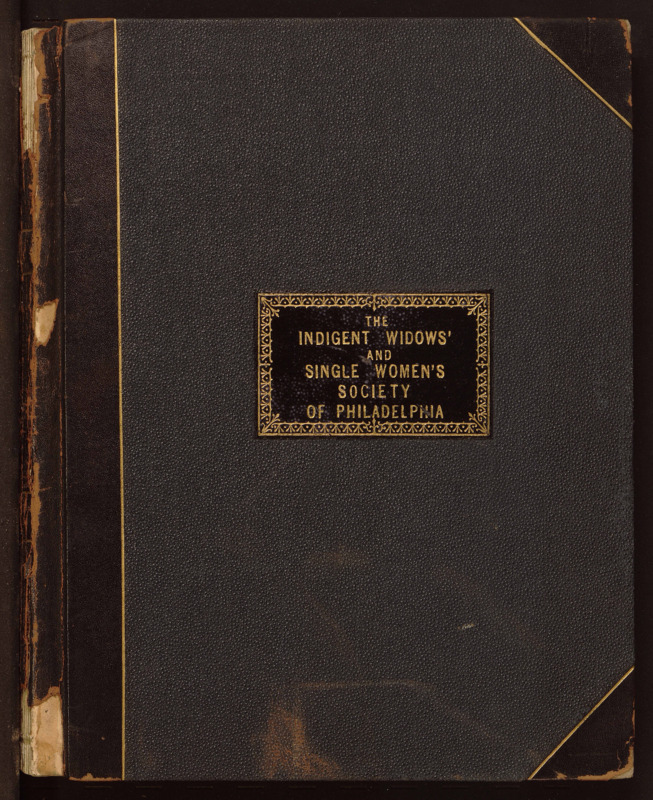 THE
INDIGENT WIDOWS'
AND
SINGLE WOMEN'S
SOCIETY
OF PHILADELPHIA